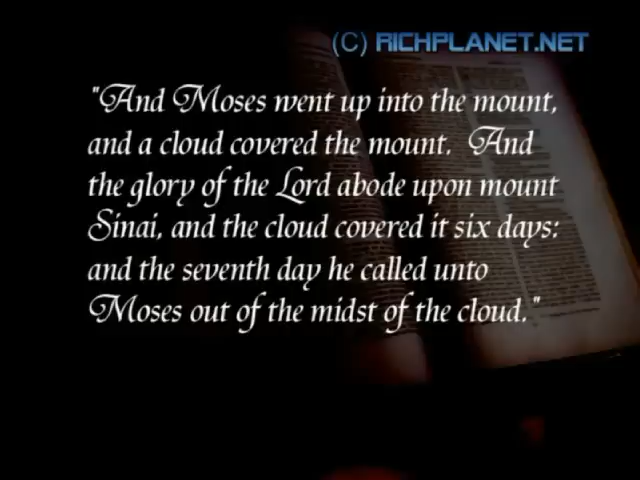 (C) RICHPLANET.NET
"And Moses went up into the mount,
and a cloud covered the mount. And
the glory of the Lord abode upon mount
Sinai, and the cloud covered it six days:
and the seventh day he called unto
Moses out of the midst of the cloud."